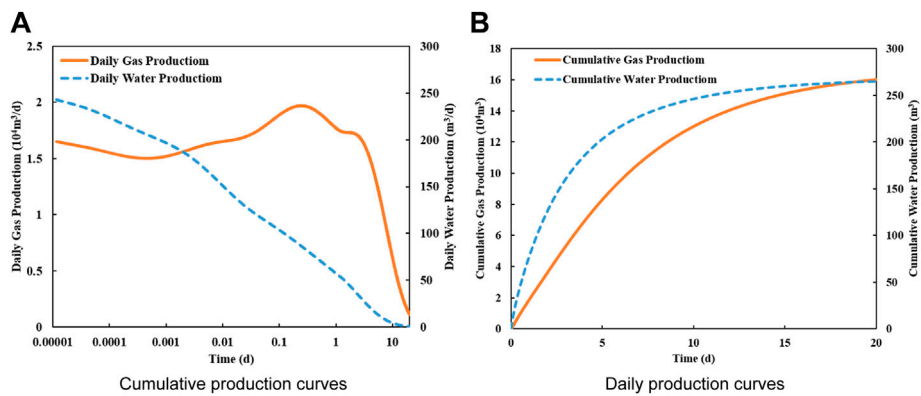 A
Daily Gas Productiom
Daily Water Productiom
Daily Gas Productiom (10⁴m³/d)
2.5
2
1.5
1
0.5
0
300
250
200
150
100
50
0
Daily Water Productiom (m³/d)
0.00001 0.0001 0.001 0.01 0.1 1 10
Time (d)
Cumulative production curves
B
Cumulative Gas Productiom
Cumulative Water Productiom
Cumulative Gas Productiom (10⁴m³)
18
16
14
12
10
8
6
4
2
0
300
250
200
150
100
50
0
Cumulative Water Productiom (m³)
0 5 10 15 20
Time (d)
Daily production curves